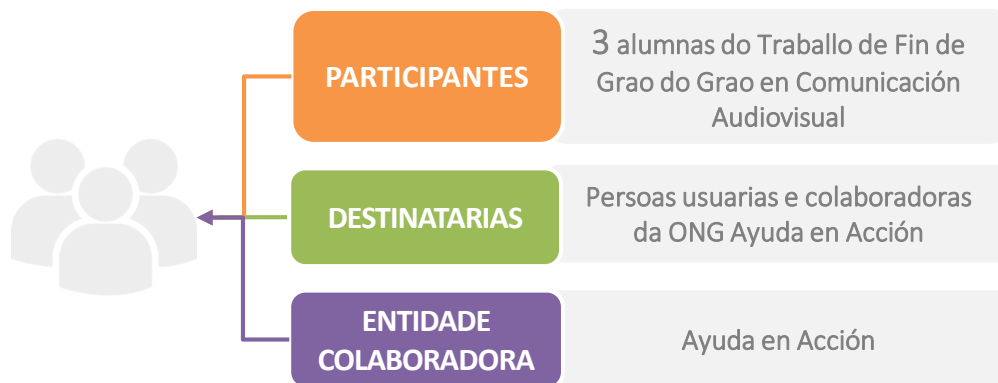 PARTICIPANTES
3 alumnas do Traballo de Fin de
Grao do Grao en Comunicación
Audiovisual
DESTINATARIAS
Persoas usuarias e colaboradoras
da ONG Ayuda en Acción
ENTIDADE
COLABORADORA
Ayuda en Acción